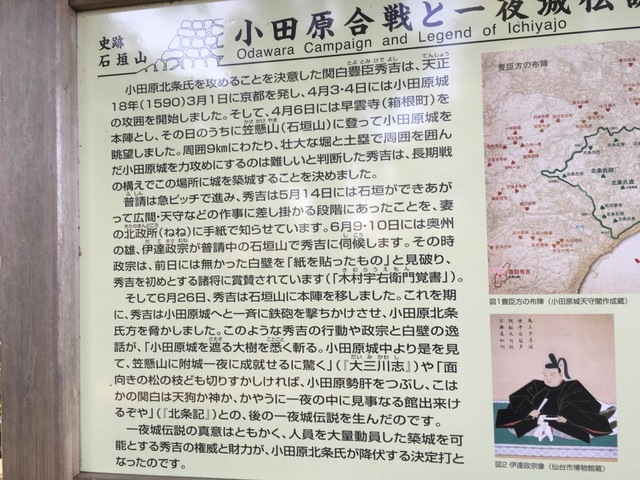 史跡
石垣山
小田原合戦と一夜城伝説
Odawara Campaign and Legend of Ichiyajo
小田原北条氏を攻めることを決意した関白豊臣秀吉は、天正
18年(1590)3月1日に京都を発し、4月3・4日には小田原城
の攻囲を開始しました。そして、4月6日には早雲寺(箱根町)を
本陣とし、その日のうちに笠懸山(石垣山)に登って小田原城を
眺望しました。周囲9㎞にわたり、壮大な堀と土塁で周囲を囲ん
だ小田原城を力攻めにするのは難しいと判断した秀吉は、長期戦
の構えでこの場所に城を築城することを決めました。
普請は急ピッチで進み、秀吉は5月14日には石垣ができあが
って広間・天守などの作事に差し掛かる段階にあったことを、妻
の北政所(ねね)に手紙で知らせています。6月9・10日には奥州
の雄、伊達政宗が普請中の石垣山で秀吉に伺候します。その時
政宗は、前日には無かった白壁を「紙を貼ったもの」と見破り、
秀吉を初めとする諸将に賞賛されています(「木村宇右衛門覚書」)。
そして6月26日、秀吉は石垣山に本陣を移しました。これを期
に、秀吉は小田原城へと一斉に鉄砲を撃ちかけさせ、小田原北条
氏方を脅かしました。このような秀吉の行動や政宗と白壁の逸
話が、「小田原城を遮る大樹を悉く斬る。小田原城中より是を見
て、笠懸山に附城一夜に成就せるに驚く」(『大三川志』)や「面
向きの松の枝ども切りすかしければ、小田原勢肝をつぶし、こは
かの関白は天狗か神か、かやうに一夜の中に見事なる館出来け
るぞや」(『北条記』)との、後の一夜城伝説を生んだのです。
一夜城伝説の真意はともかく、人員を大量動員した築城を可
能とする秀吉の権威と財力が、小田原北条氏が降伏する決定打と
なったのです。
豊臣方の布陣
図1豊臣方の布陣(小田原城天守閣作成蔵)
図2 伊達政宗像(仙台市博物館蔵)